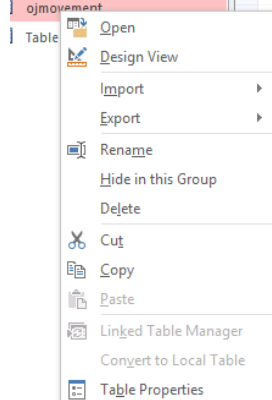 ojmovement
Table
Open
Design View
Import
Export
Rename
Hide in this Group
Delete
Cut
Copy
Paste
Linked Table Manager
Convert to Local Table
Table Properties